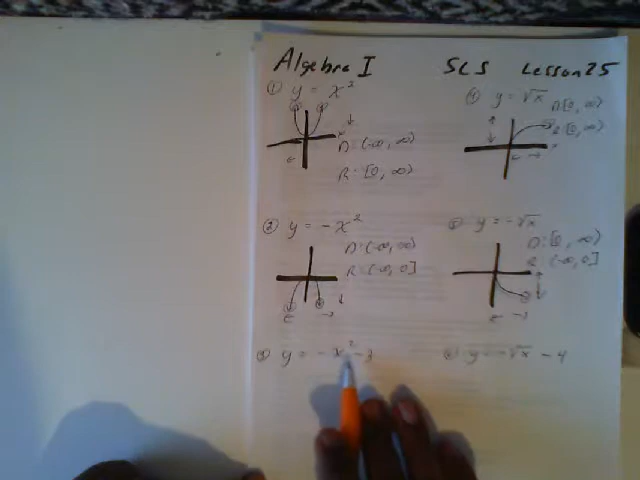 Algebra I SLS Lesson 25
① y = x²
D: (-∞, ∞)
R: [0, ∞)
② y = -x²
D: (-∞, ∞)
R: (-∞, 0]
③ y = -x² - 3
④ y = √x
D: [0, ∞)
R: [0, ∞)
⑤ y = -√x
D: [0, ∞)
R: (-∞, 0]
⑥ y = -√x - 4